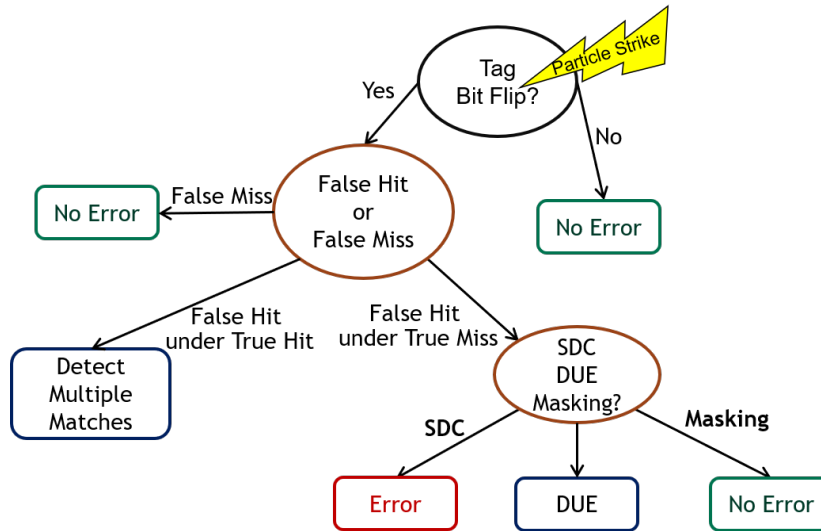 Particle Strike
Tag
Bit Flip?
Yes
No
False Hit
or
False Miss
False Miss
No Error
No Error
False Hit
under True Hit
False Hit
under True Miss
Detect
Multiple
Matches
SDC
DUE
Masking?
SDC
Masking
Error
DUE
No Error